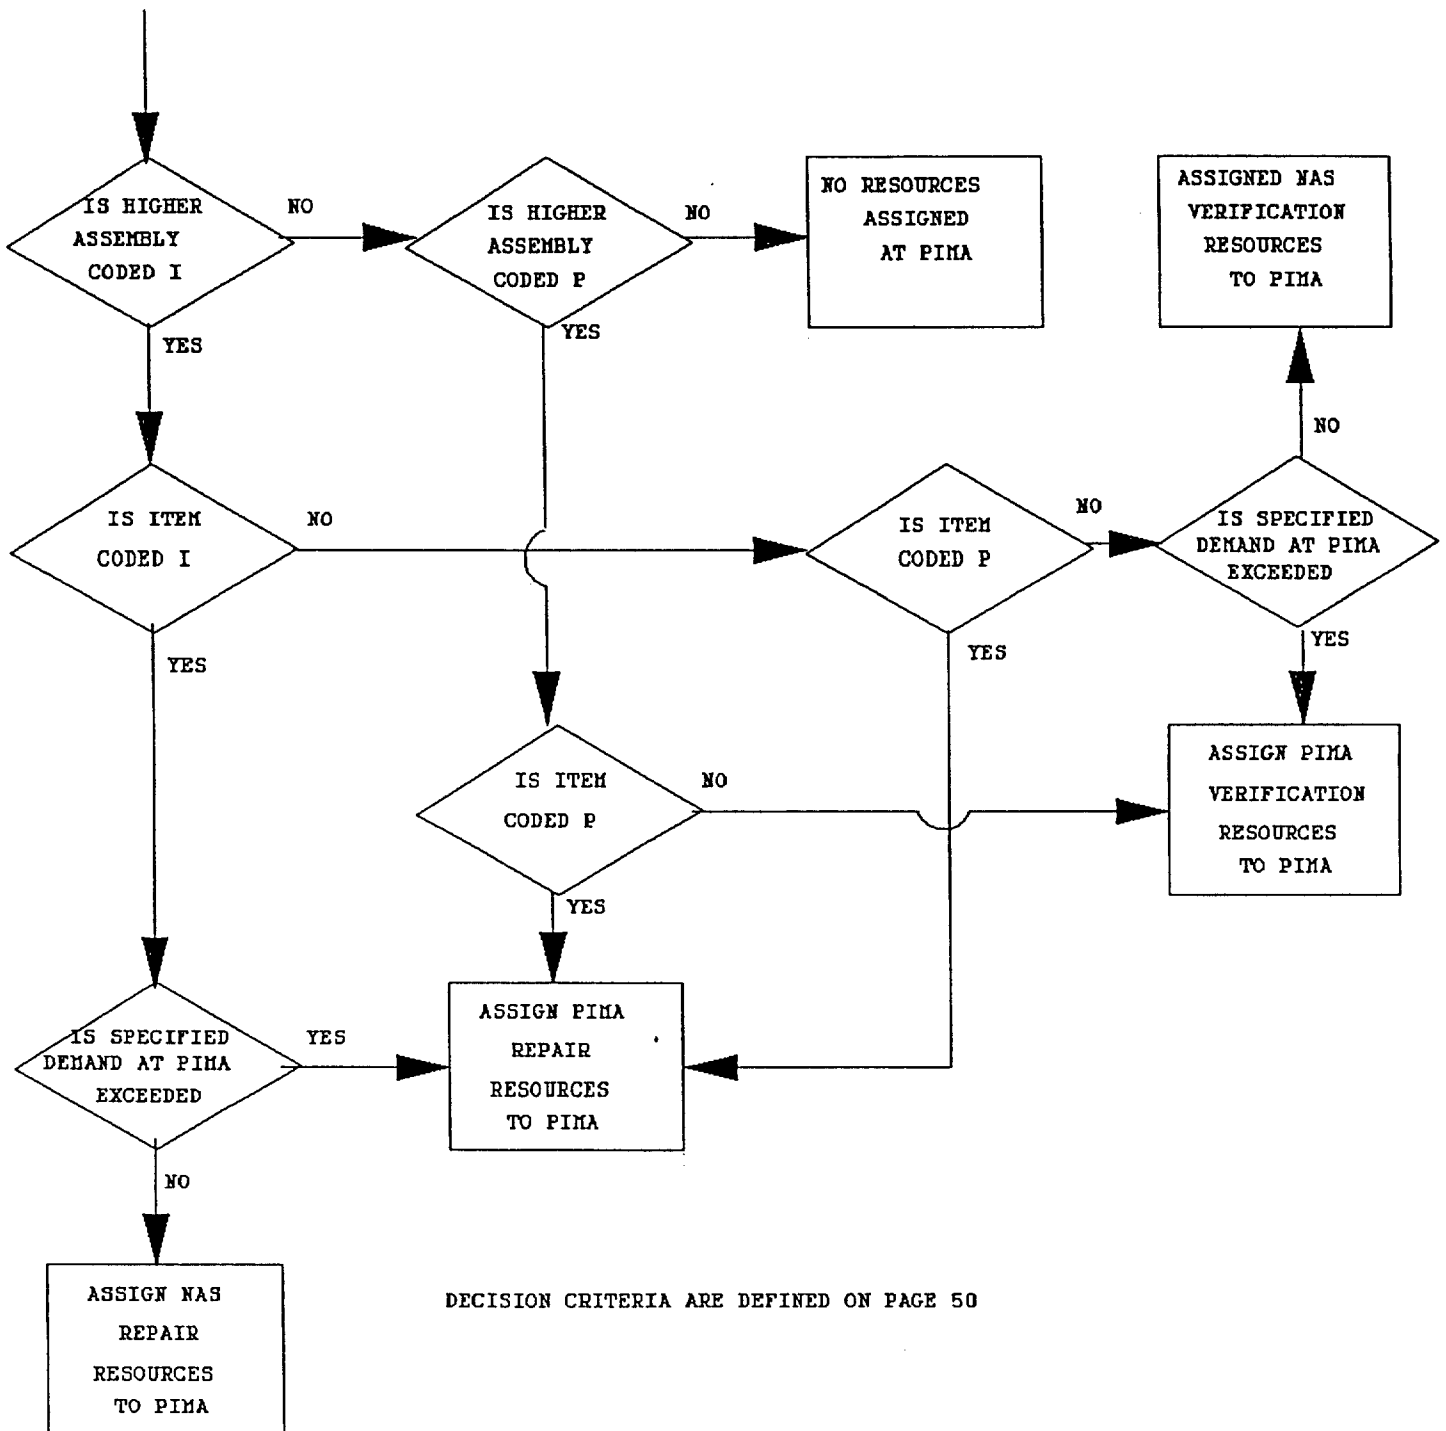 IS HIGHER
ASSEMBLY
CODED I
NO
IS HIGHER
ASSEMBLY
CODED P
NO
NO RESOURCES
ASSIGNED
AT PIMA
ASSIGNED NAS
VERIFICATION
RESOURCES
TO PIMA
YES
YES
NO
IS ITEM
CODED I
NO
IS ITEM
CODED P
NO
IS SPECIFIED
DEMAND AT PIMA
EXCEEDED
YES
YES
YES
IS ITEM
CODED P
NO
ASSIGN PIMA
VERIFICATION
RESOURCES
TO PIMA
YES
IS SPECIFIED
DEMAND AT PIMA
EXCEEDED
YES
ASSIGN PIMA
REPAIR
RESOURCES
TO PIMA
NO
ASSIGN NAS
REPAIR
RESOURCES
TO PIMA
DECISION CRITERIA ARE DEFINED ON PAGE 50